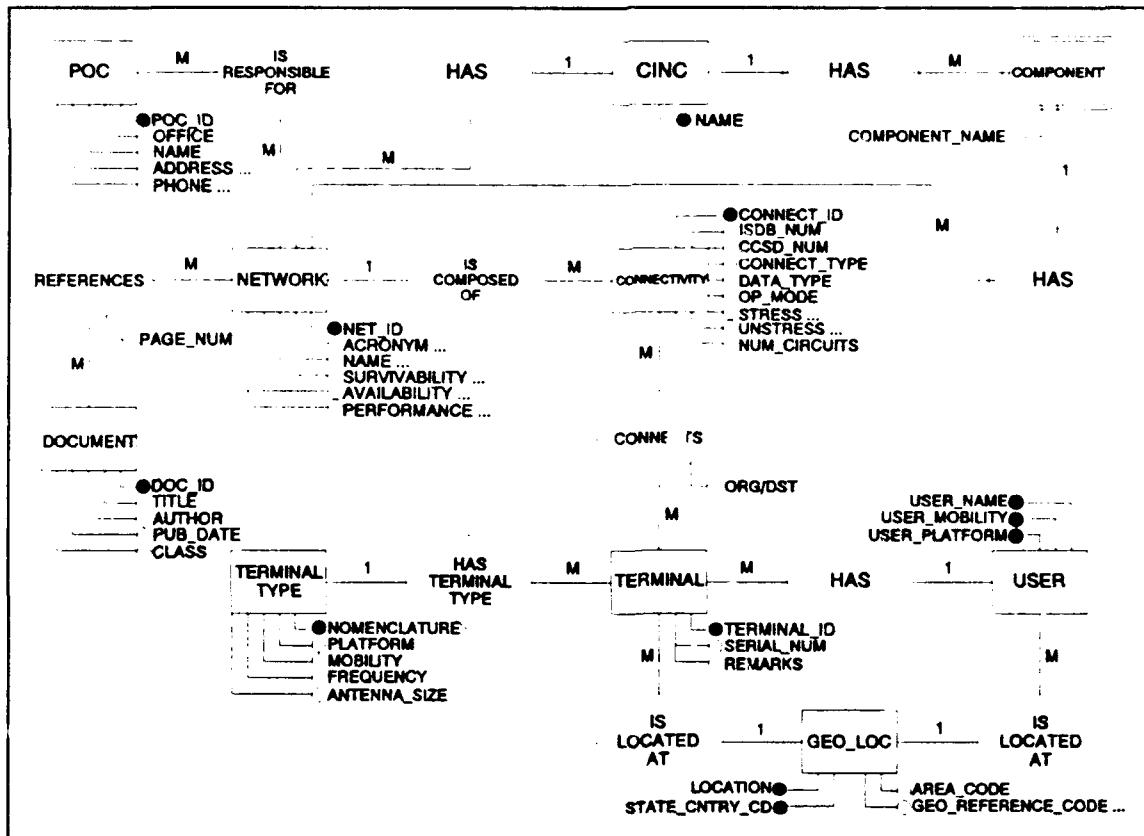 POC M IS RESPONSIBLE FOR HAS 1 CINC 1 HAS M COMPONENT
●POC_ID
OFFICE
NAME
ADDRESS ...
PHONE ...
● NAME
COMPONENT_NAME
M
M
1
REFERENCES M NETWORK 1 IS COMPOSED OF M CONNECTIVITY M HAS
●CONNECT_ID
ISDB_NUM
CCSD_NUM
CONNECT_TYPE
DATA_TYPE
OP_MODE
STRESS ...
UNSTRESS ...
NUM_CIRCUITS
PAGE_NUM
M
●NET_ID
ACRONYM ...
NAME ...
SURVIVABILITY ...
AVAILABILITY ...
PERFORMANCE ...
M
DOCUMENT
●DOC_ID
TITLE
AUTHOR
PUB_DATE
CLASS
ORG/DST
M
USER_NAME●
USER_MOBILITY●
USER_PLATFORM●
TERMINAL TYPE 1 HAS TERMINAL TYPE M TERMINAL M HAS 1 USER
●NOMENCLATURE
PLATFORM
MOBILITY
FREQUENCY
ANTENNA_SIZE
●TERMINAL_ID
SERIAL_NUM
REMARKS
M
M
IS LOCATED AT 1 GEO_LOC 1 IS LOCATED AT
LOCATION●
STATE_CNTRY_CD●
AREA_CODE
GEO_REFERENCE_CODE ...